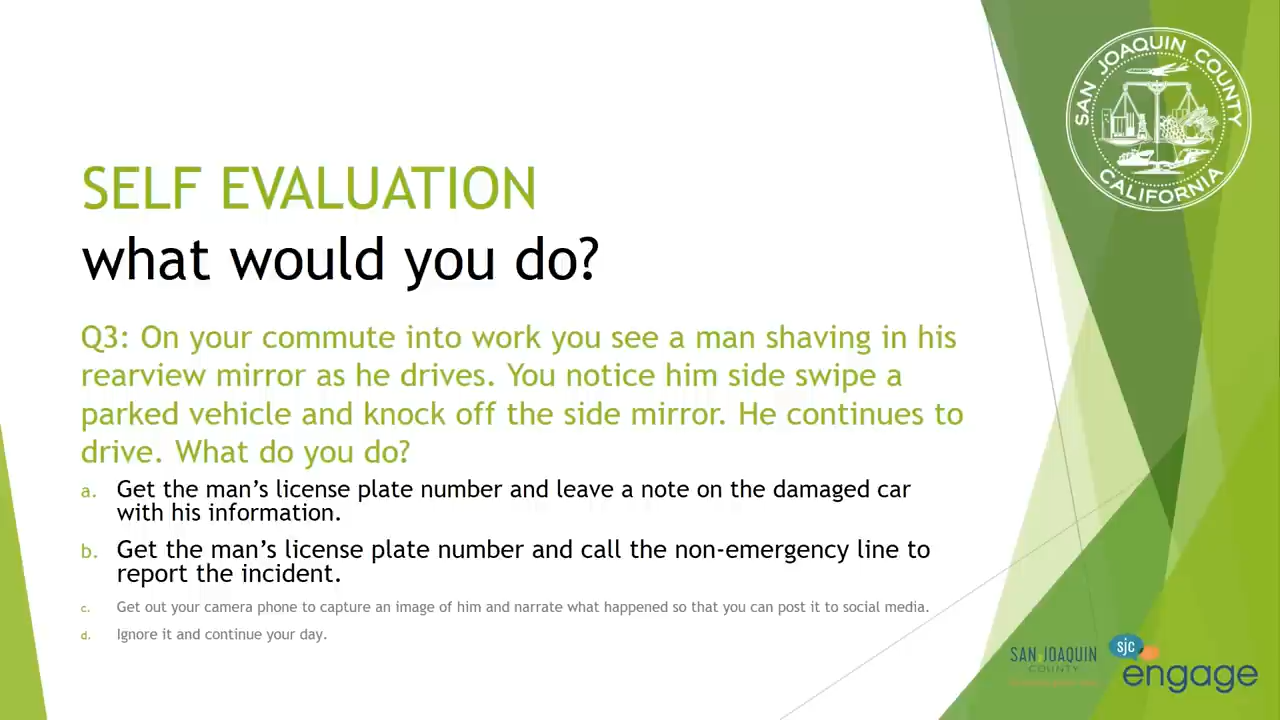 SAN JOAQUIN COUNTY
CALIFORNIA
SELF EVALUATION
what would you do?
Q3: On your commute into work you see a man shaving in his
rearview mirror as he drives. You notice him side swipe a
parked vehicle and knock off the side mirror. He continues to
drive. What do you do?
a. Get the man’s license plate number and leave a note on the damaged car
with his information.
b. Get the man’s license plate number and call the non-emergency line to
report the incident.
c. Get out your camera phone to capture an image of him and narrate what happened so that you can post it to social media.
d. Ignore it and continue your day.
SAN JOAQUIN
COUNTY
sjc
engage